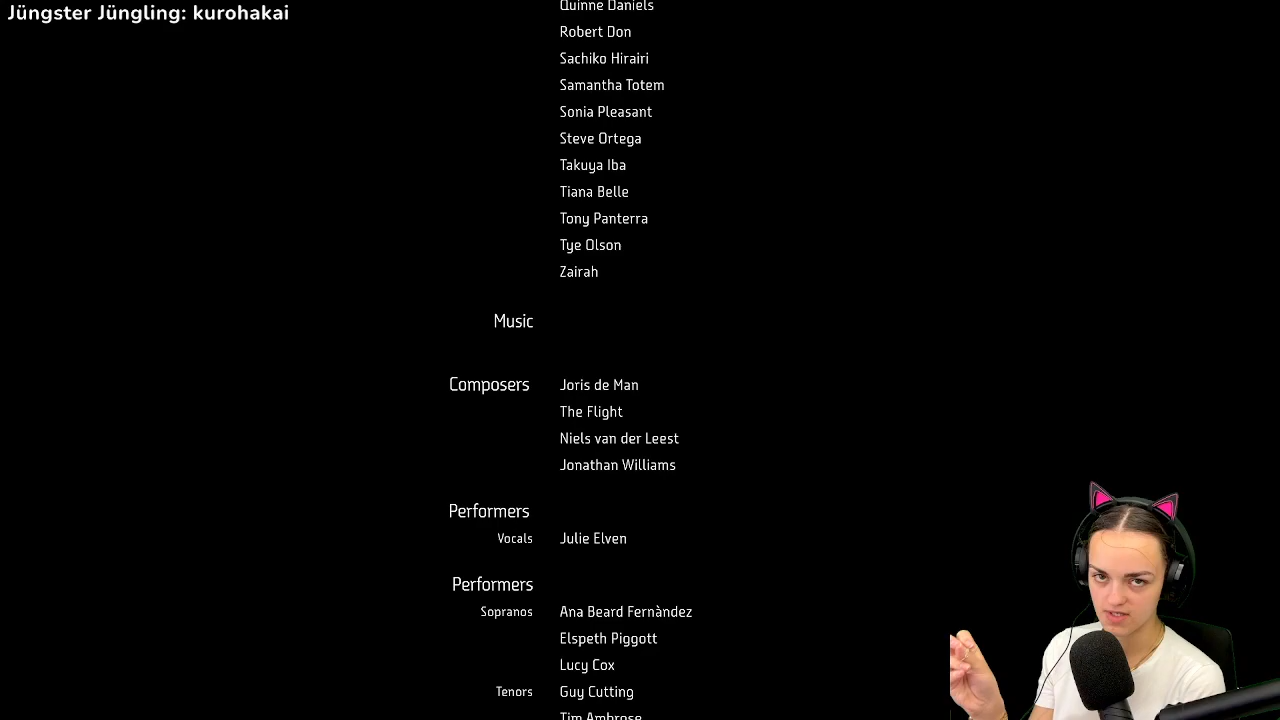 Jüngster Jüngling: kurohakai
Quinne Daniels
Robert Don
Sachiko Hirairi
Samantha Totem
Sonia Pleasant
Steve Ortega
Takuya Iba
Tiana Belle
Tony Panterra
Tye Olson
Zairah
Music
Composers Joris de Man
The Flight
Niels van der Leest
Jonathan Williams
Performers
Vocals Julie Elven
Performers
Sopranos Ana Beard Fernàndez
Elspeth Piggott
Lucy Cox
Tenors Guy Cutting
Tim Ambrose